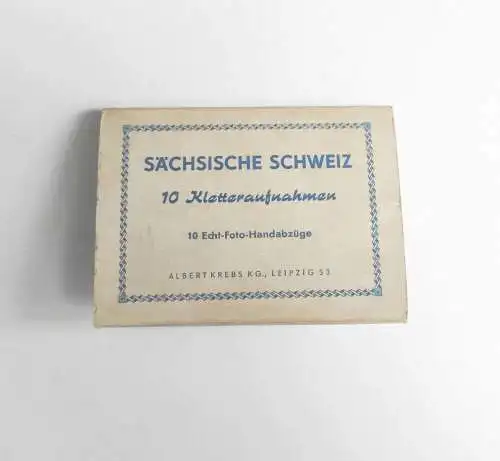 SÄCHSISCHE SCHWEIZ
10 Kletteraufnahmen
10 Echt-Foto-Handabzüge
ALBERT KREBS KG., LEIPZIG S3